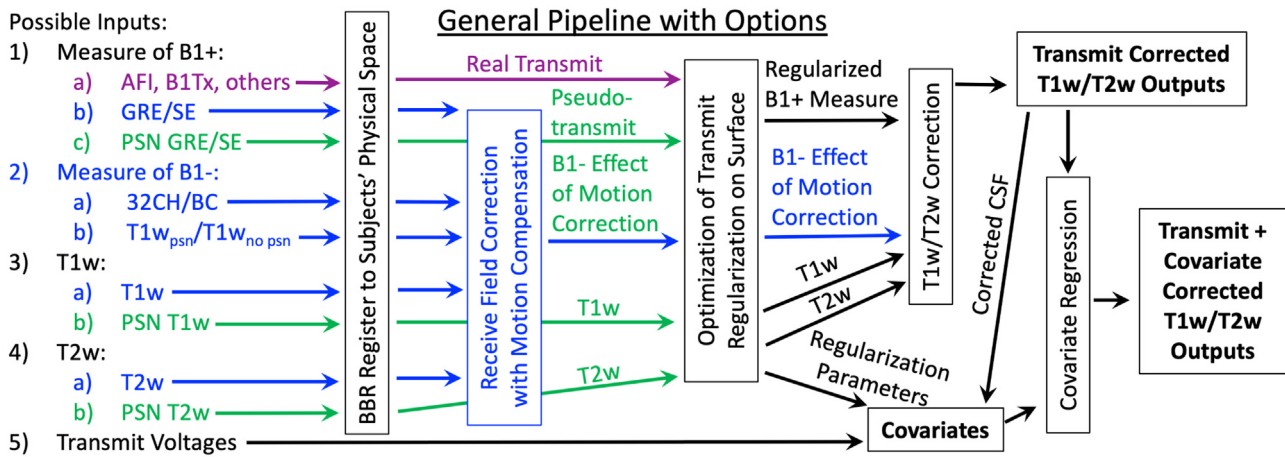 General Pipeline with Options
Possible Inputs:
1) Measure of B1+:
a) AFI, B1Tx, others
b) GRE/SE
c) PSN GRE/SE
2) Measure of B1-:
a) 32CH/BC
b) T1w_psn/T1w_no psn
3) T1w:
a) T1w
b) PSN T1w
4) T2w:
a) T2w
b) PSN T2w
5) Transmit Voltages
BBR Register to Subjects' Physical Space
Real Transmit
Receive Field Correction
with Motion Compensation
Pseudo-
transmit
B1- Effect
of Motion
Correction
T1w
T2w
Optimization of Transmit
Regularization on Surface
Regularized
B1+ Measure
B1- Effect
of Motion
Correction
T1w
T2w
Regularization
Parameters
T1w/T2w Correction
Covariates
Corrected CSF
Transmit Corrected
T1w/T2w Outputs
Covariate Regression
Transmit +
Covariate
Corrected
T1w/T2w
Outputs